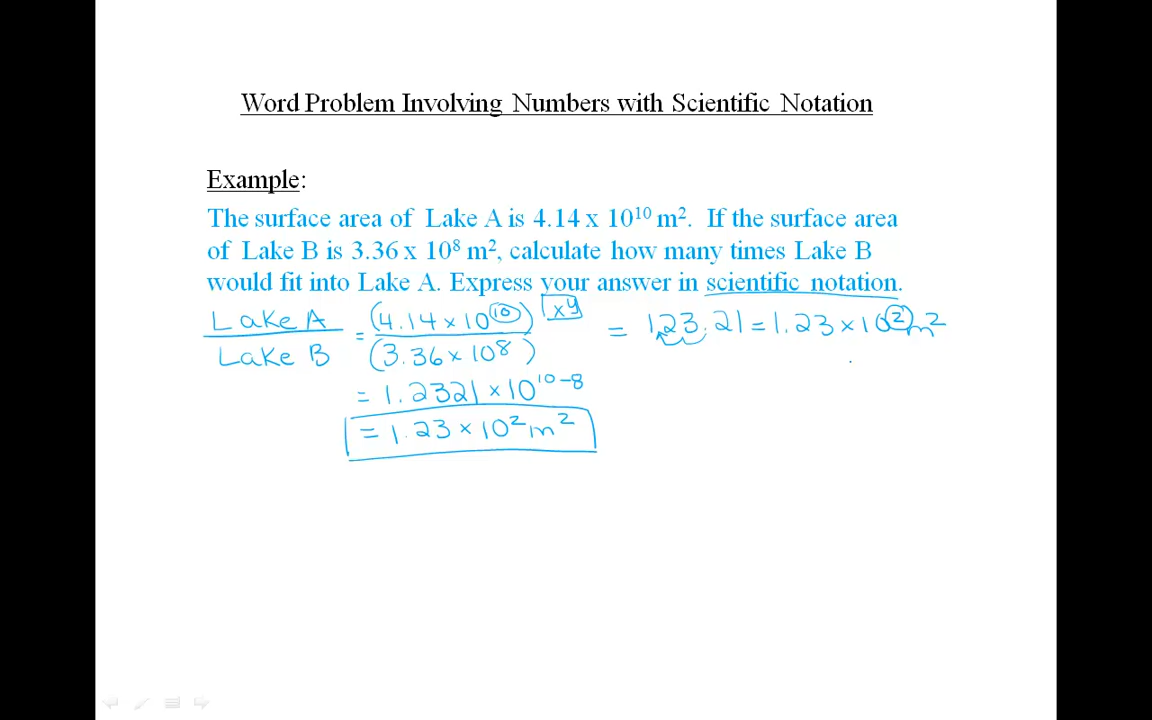 Word Problem Involving Numbers with Scientific Notation
Example:
The surface area of Lake A is 4.14 x 10¹⁰ m². If the surface area
of Lake B is 3.36 x 10⁸ m², calculate how many times Lake B
would fit into Lake A. Express your answer in scientific notation.
Lake A / Lake B = (4.14 × 10¹⁰) / (3.36 × 10⁸) xʸ
= 1.2321 × 10¹⁰⁻⁸
= 1.23 × 10² m²
= 123.21 = 1.23 × 10² m²